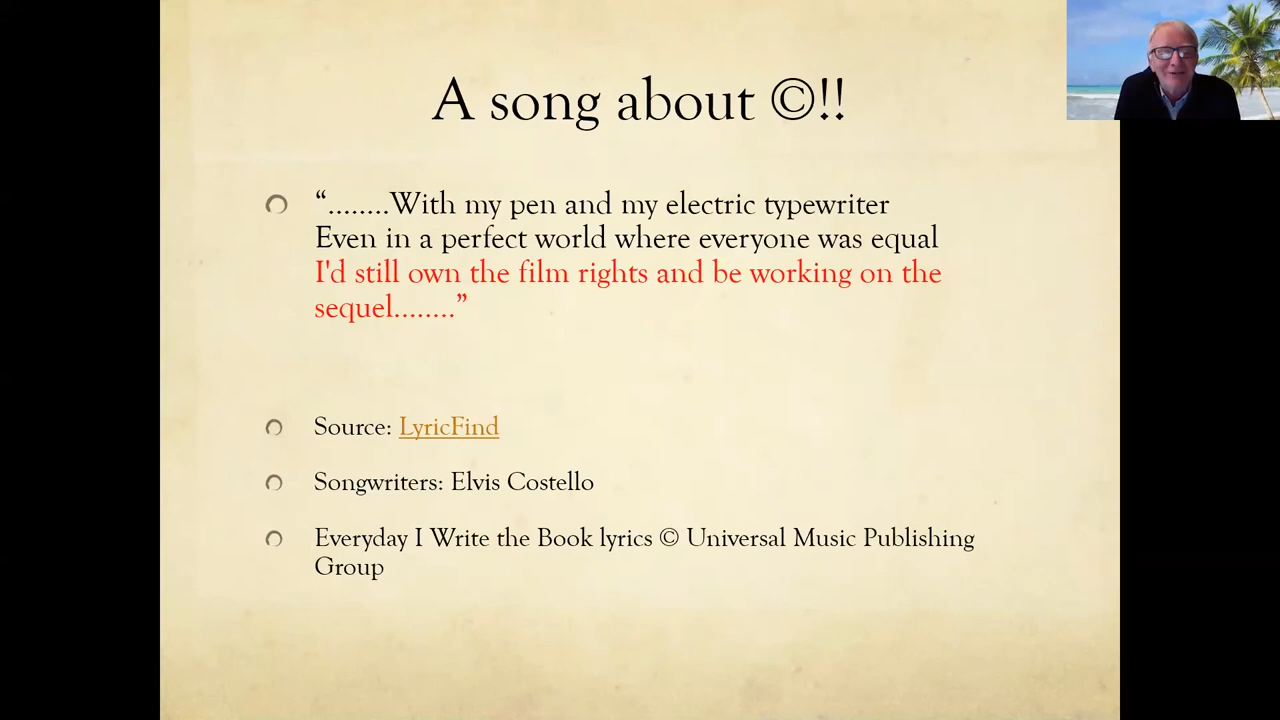 A song about ©!!
“........With my pen and my electric typewriter
Even in a perfect world where everyone was equal
I'd still own the film rights and be working on the
sequel........”
Source: LyricFind
Songwriters: Elvis Costello
Everyday I Write the Book lyrics © Universal Music Publishing
Group